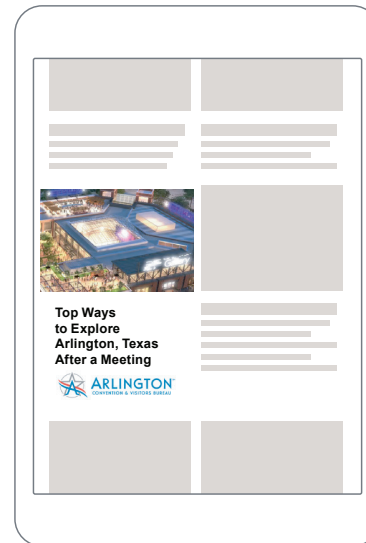 Top Ways
to Explore
Arlington, Texas
After a Meeting
ARLINGTON
CONVENTION & VISITORS BUREAU